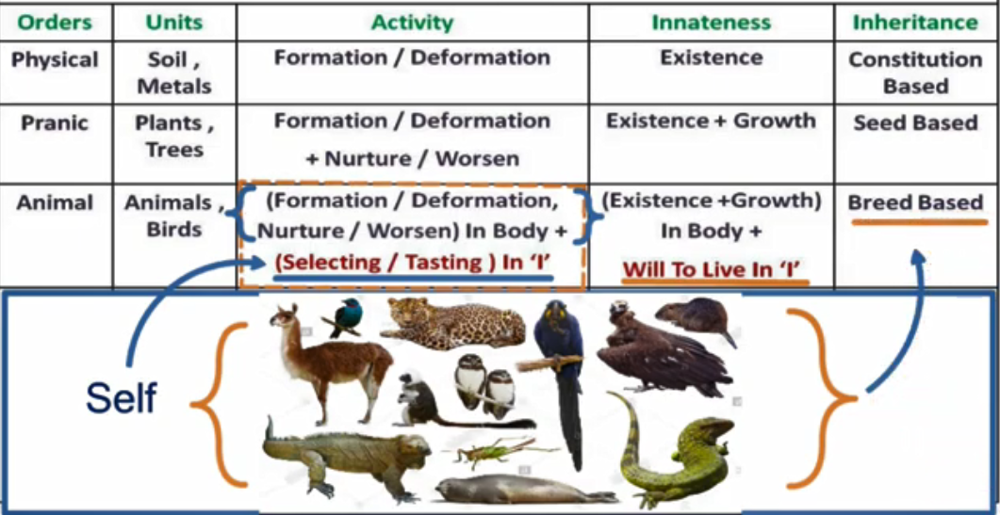 Orders Units Activity Innateness Inheritance
Physical Soil , Formation / Deformation Existence Constitution
Metals Based
Pranic Plants , Formation / Deformation Existence + Growth Seed Based
Trees + Nurture / Worsen
Animal Animals , (Formation / Deformation, (Existence +Growth) Breed Based
Birds Nurture / Worsen) In Body + In Body +
(Selecting / Tasting ) In ‘I’ Will To Live In ‘I’
Self